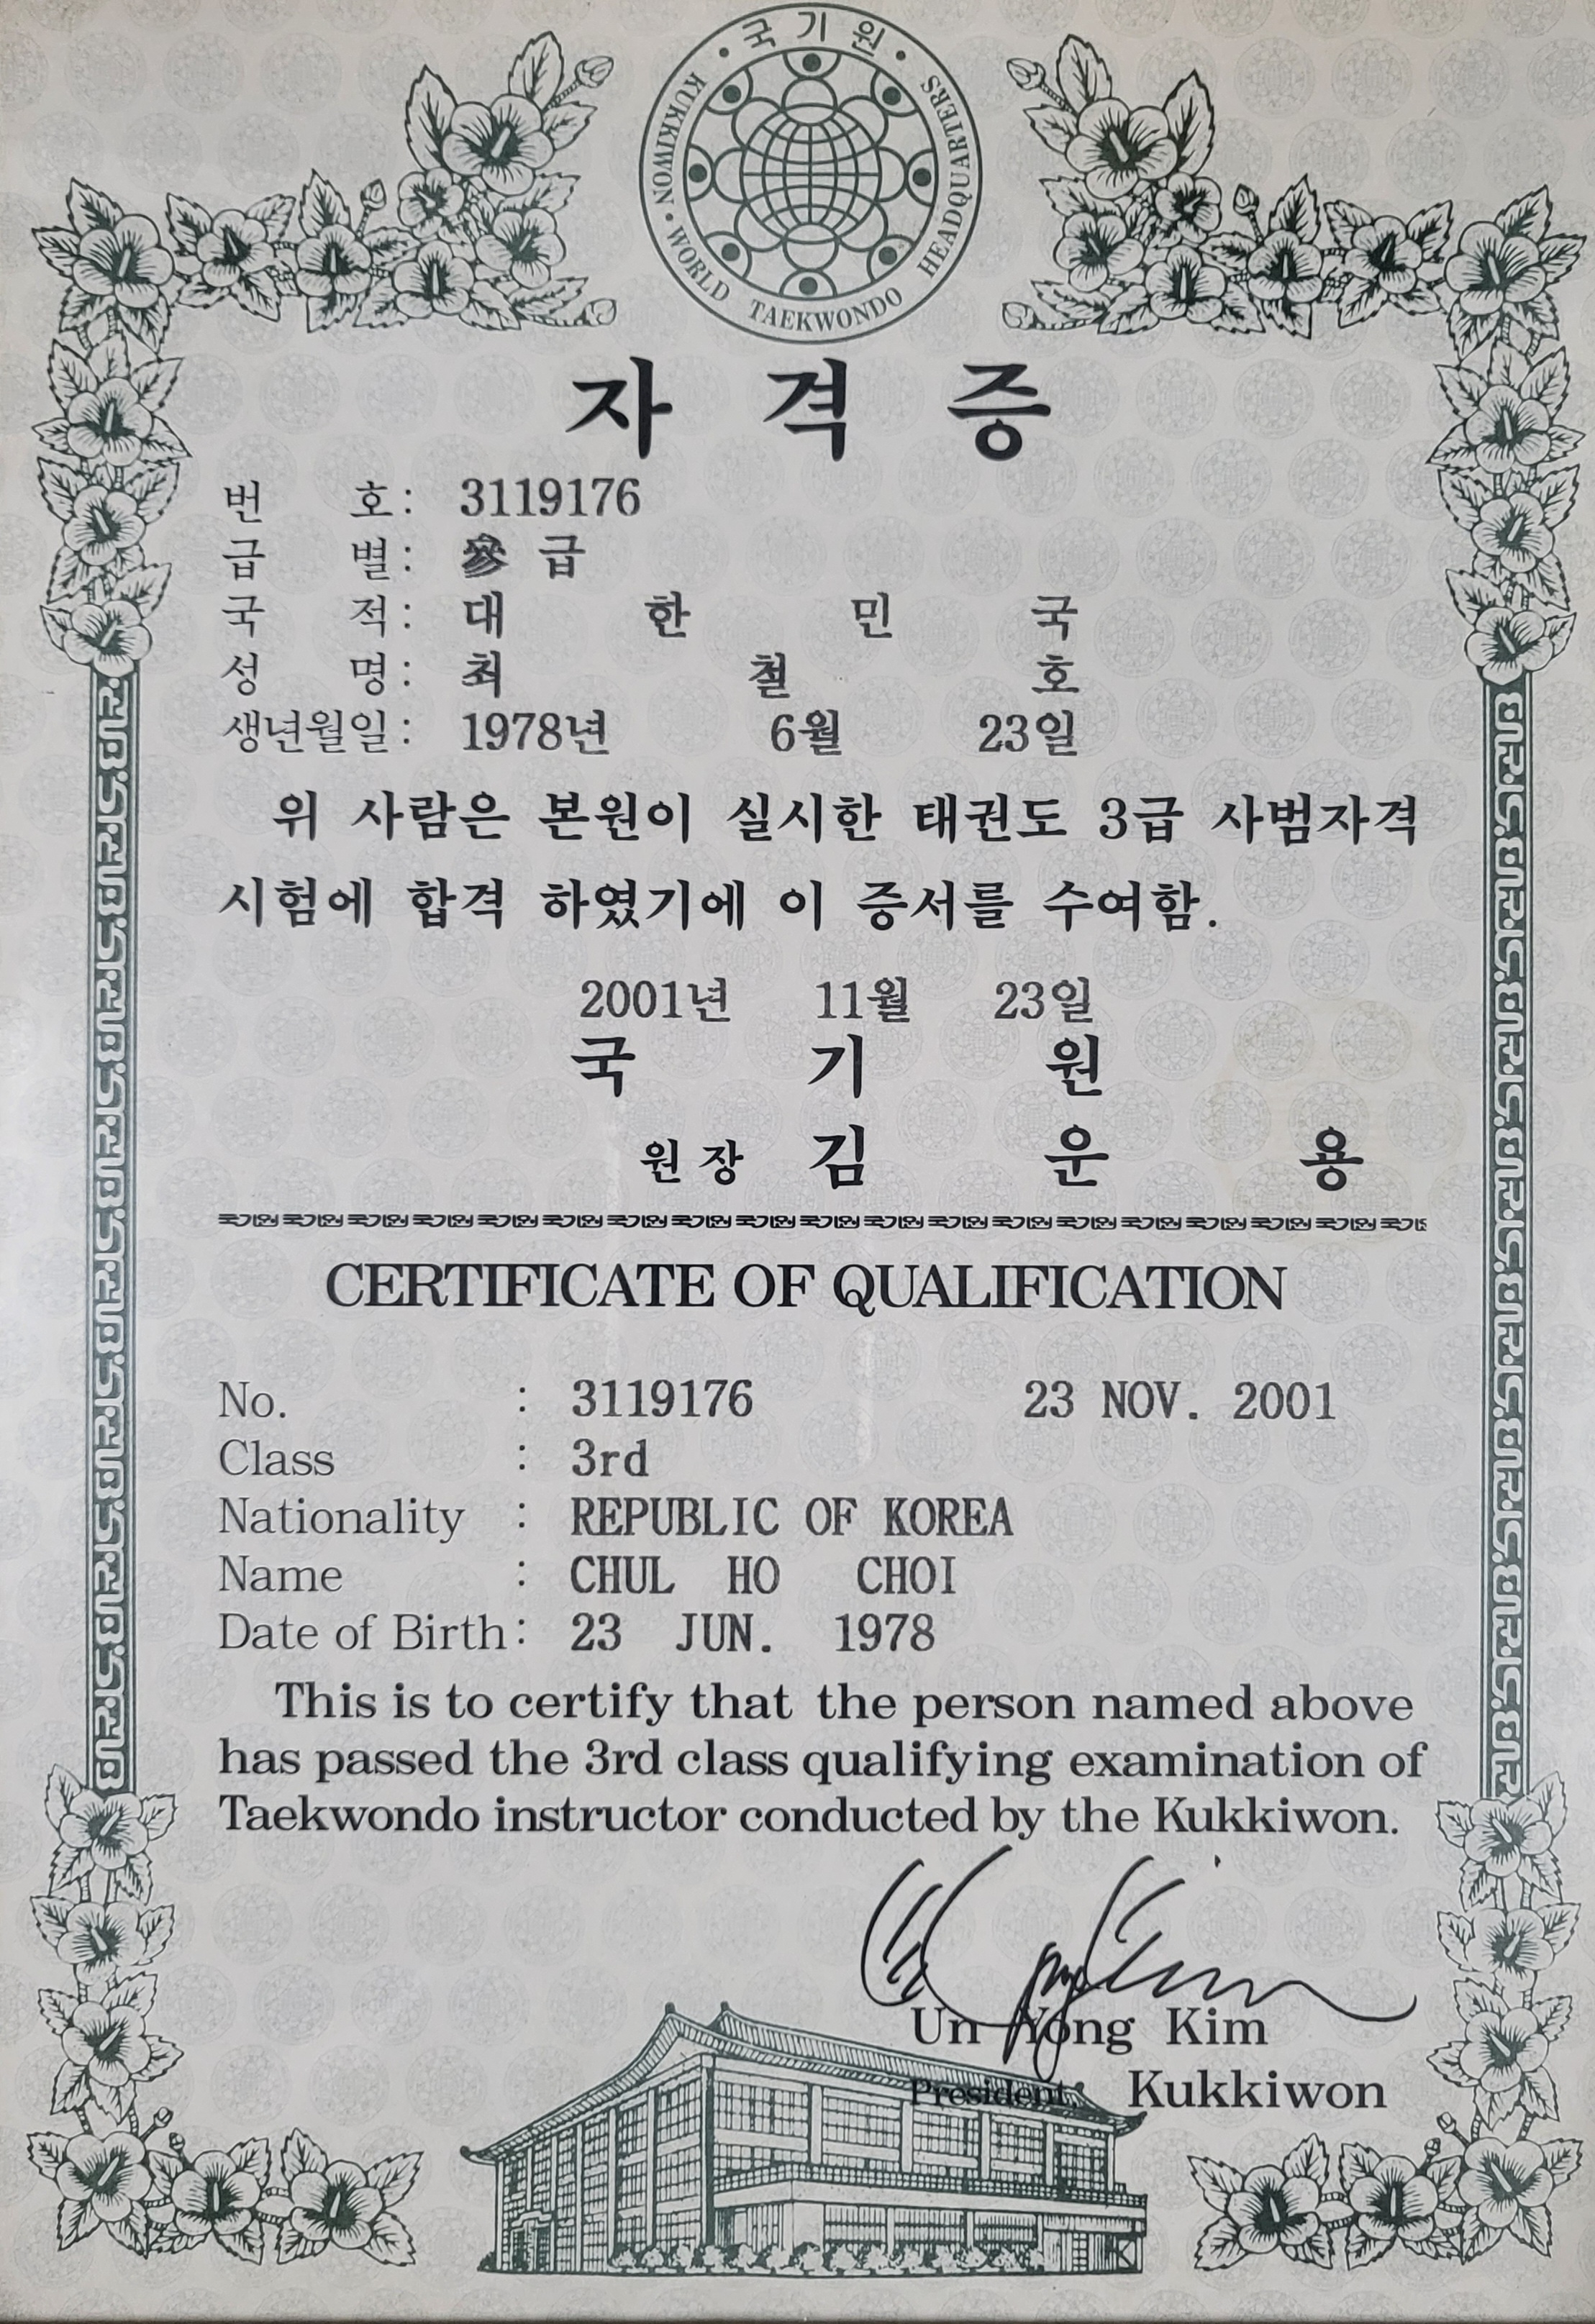 국기원
KUKKIWON · WORLD TAEKWONDO HEADQUARTERS
자 격 증
번 호: 3119176
급 별: 參 급
국 적: 대 한 민 국
성 명: 최 철 호
생년월일: 1978년 6월 23일
위 사람은 본원이 실시한 태권도 3급 사범자격
시험에 합격 하였기에 이 증서를 수여함.
2001년 11월 23일
국 기 원
원장 김 운 용
CERTIFICATE OF QUALIFICATION
No. : 3119176 23 NOV. 2001
Class : 3rd
Nationality : REPUBLIC OF KOREA
Name : CHUL HO CHOI
Date of Birth : 23 JUN. 1978
This is to certify that the person named above
has passed the 3rd class qualifying examination of
Taekwondo instructor conducted by the Kukkiwon.
Un Yong Kim
President, Kukkiwon